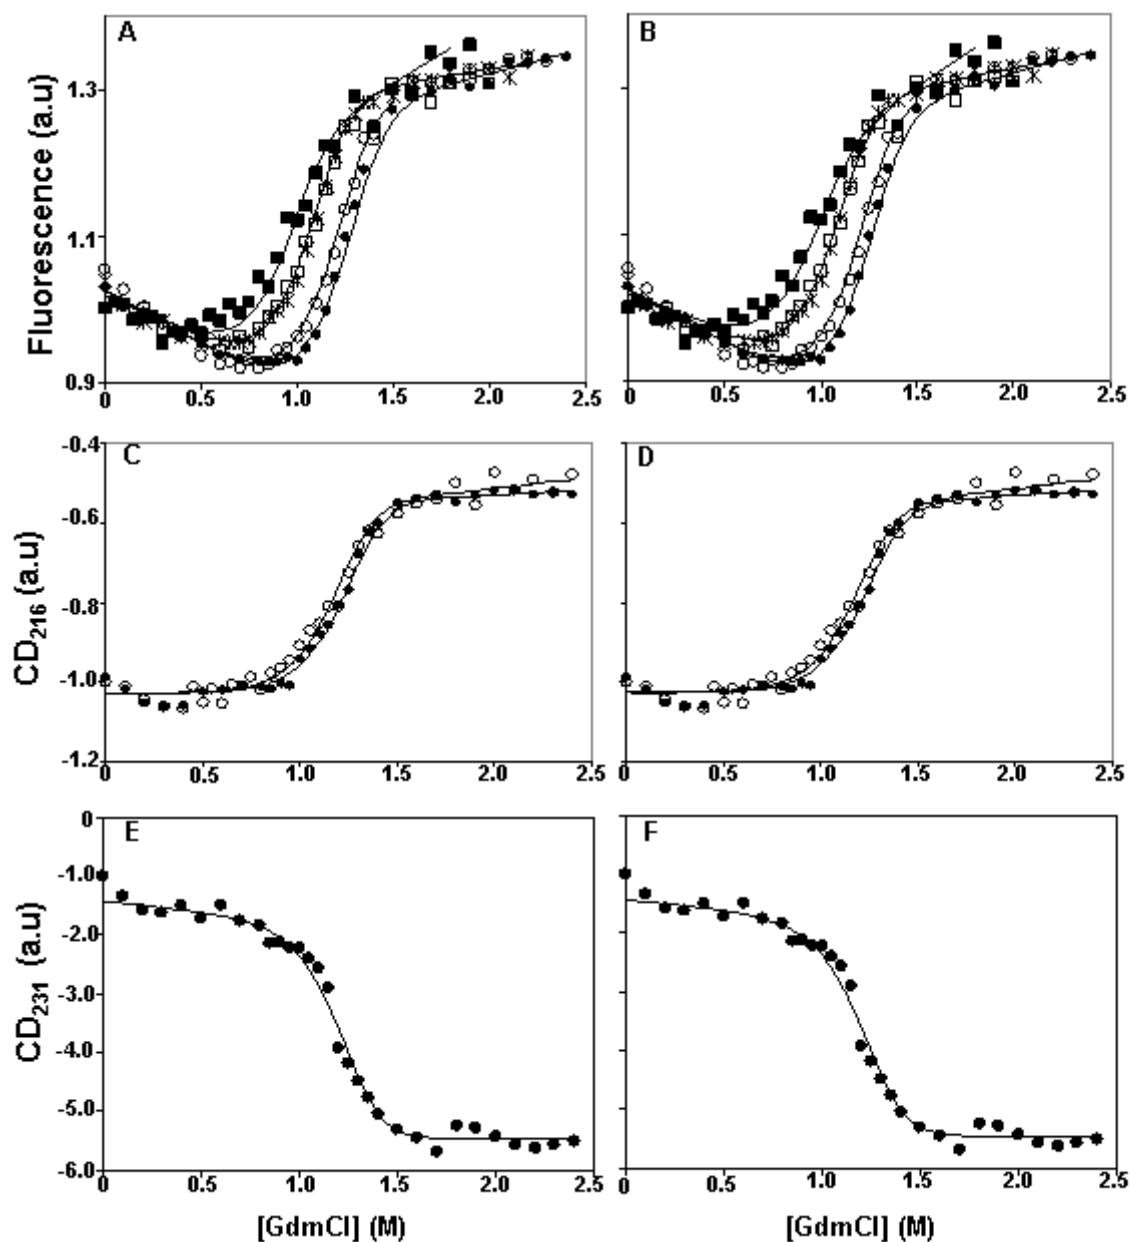 A
B
Fluorescence (a.u)
1.3
1.1
0.9
0 0.5 1.0 1.5 2.0 2.5
0 0.5 1.0 1.5 2.0 2.5
C
D
CD216 (a.u)
-0.4
-0.6
-0.8
-1.0
-1.2
0 0.5 1.0 1.5 2.0 2.5
0 0.5 1.0 1.5 2.0 2.5
E
F
CD231 (a.u)
0
-1.0
-2.0
-3.0
-4.0
-5.0
-6.0
0 0.5 1.0 1.5 2.0 2.5
0 0.5 1.0 1.5 2.0 2.5
[GdmCl] (M)
[GdmCl] (M)